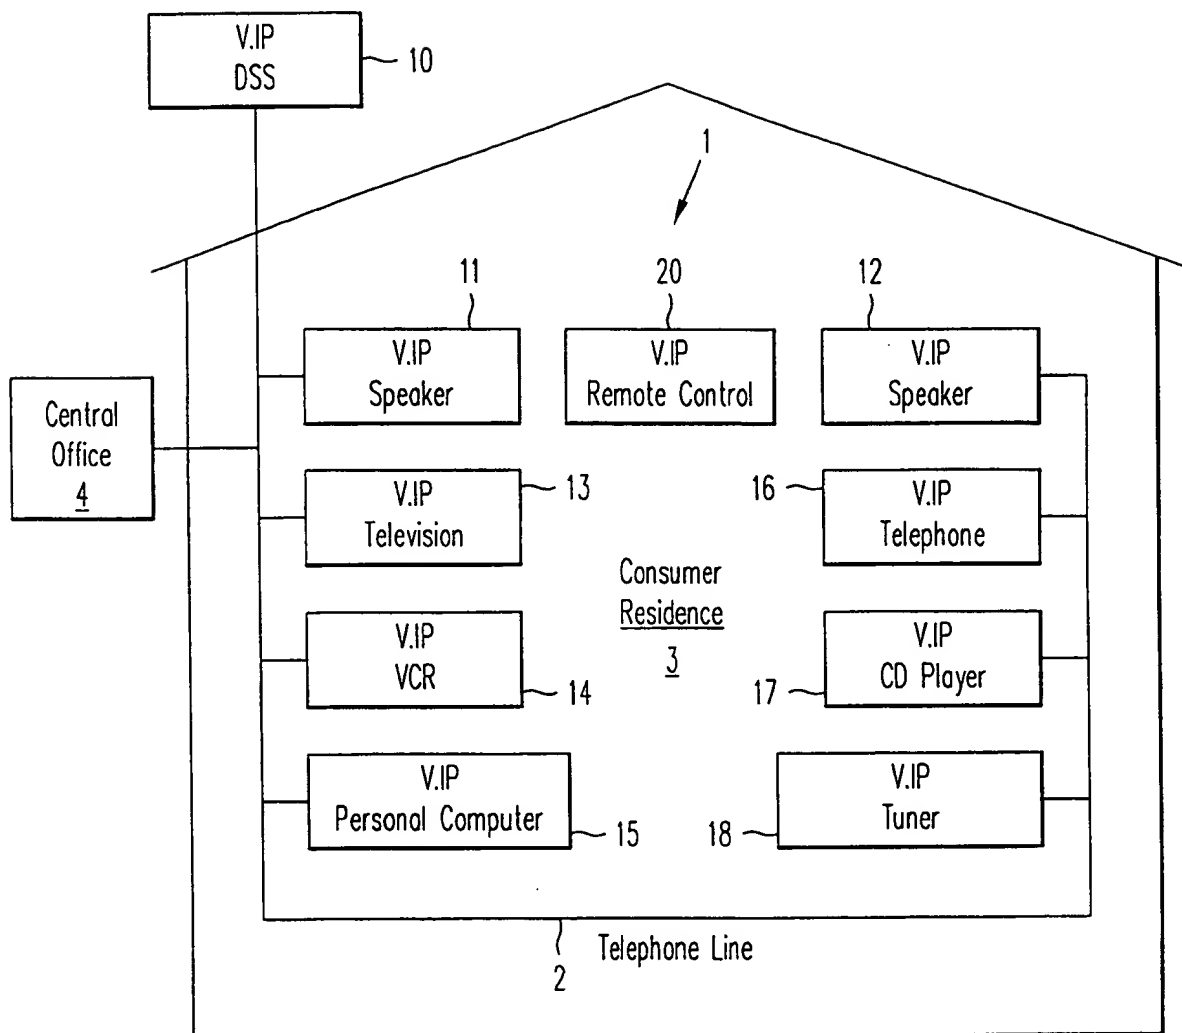 V.IP
DSS
10
1
11
20
12
V.IP
Speaker
V.IP
Remote Control
V.IP
Speaker
Central
Office
4
V.IP
Television
13
16
V.IP
Telephone
Consumer
Residence
3
V.IP
VCR
14
17
V.IP
CD Player
V.IP
Personal Computer
15
18
V.IP
Tuner
2
Telephone Line